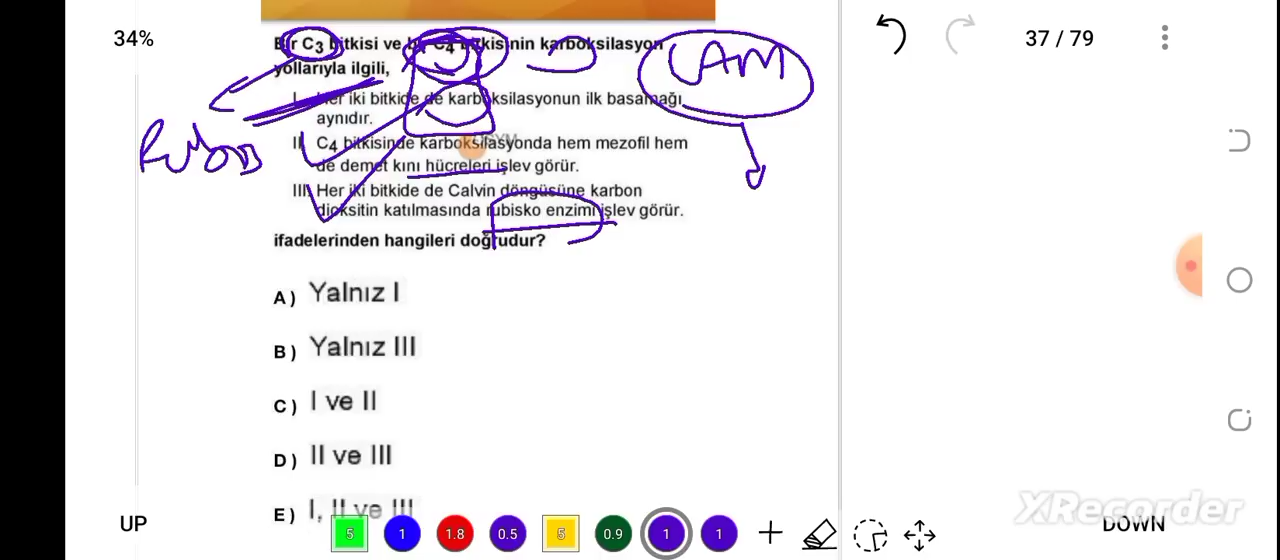 34%
37 / 79
Bir C3 bitkisi ve bir C4 bitkisinin karboksilasyon
yollarıyla ilgili,
CAM
I. Her iki bitkide de karboksilasyonun ilk basamağı
aynıdır.
II. C4 bitkisinde karboksilasyonda hem mezofil hem
de demet kını hücreleri işlev görür.
III. Her iki bitkide de Calvin döngüsüne karbon
dioksitin katılmasında rubisko enzimi işlev görür.
ifadelerinden hangileri doğrudur?
A) Yalnız I
B) Yalnız III
C) I ve II
D) II ve III
E) I, II ve III
UP
5 1 1.8 0.5 5 0.9 1 1
XRecorder
DOWN